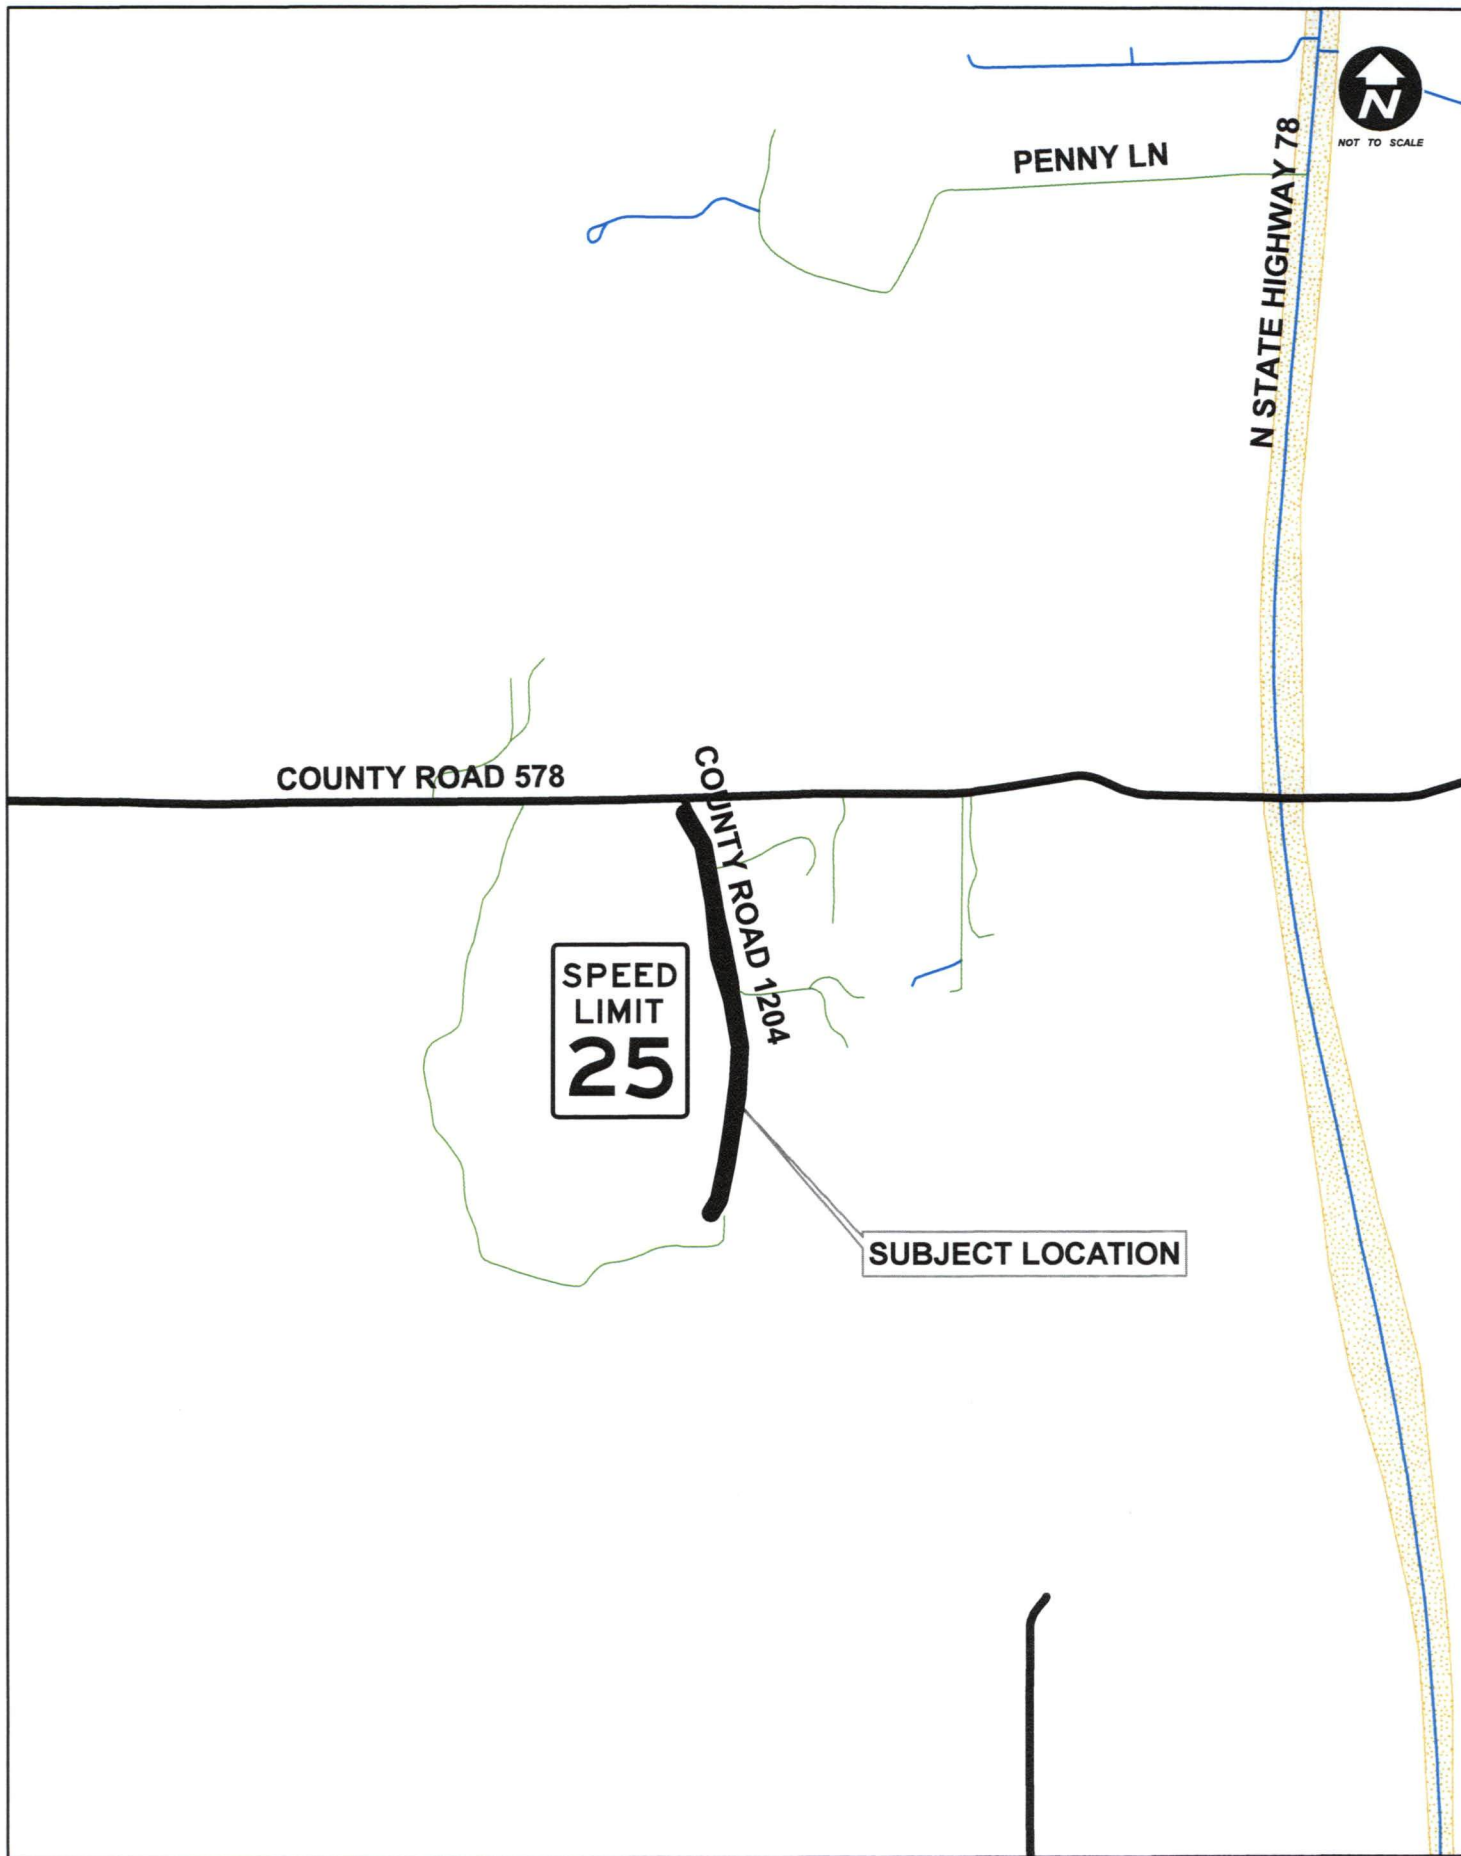 N
NOT TO SCALE
PENNY LN
N STATE HIGHWAY 78
COUNTY ROAD 578
COUNTY ROAD 1204
SPEED
LIMIT
25
SUBJECT LOCATION